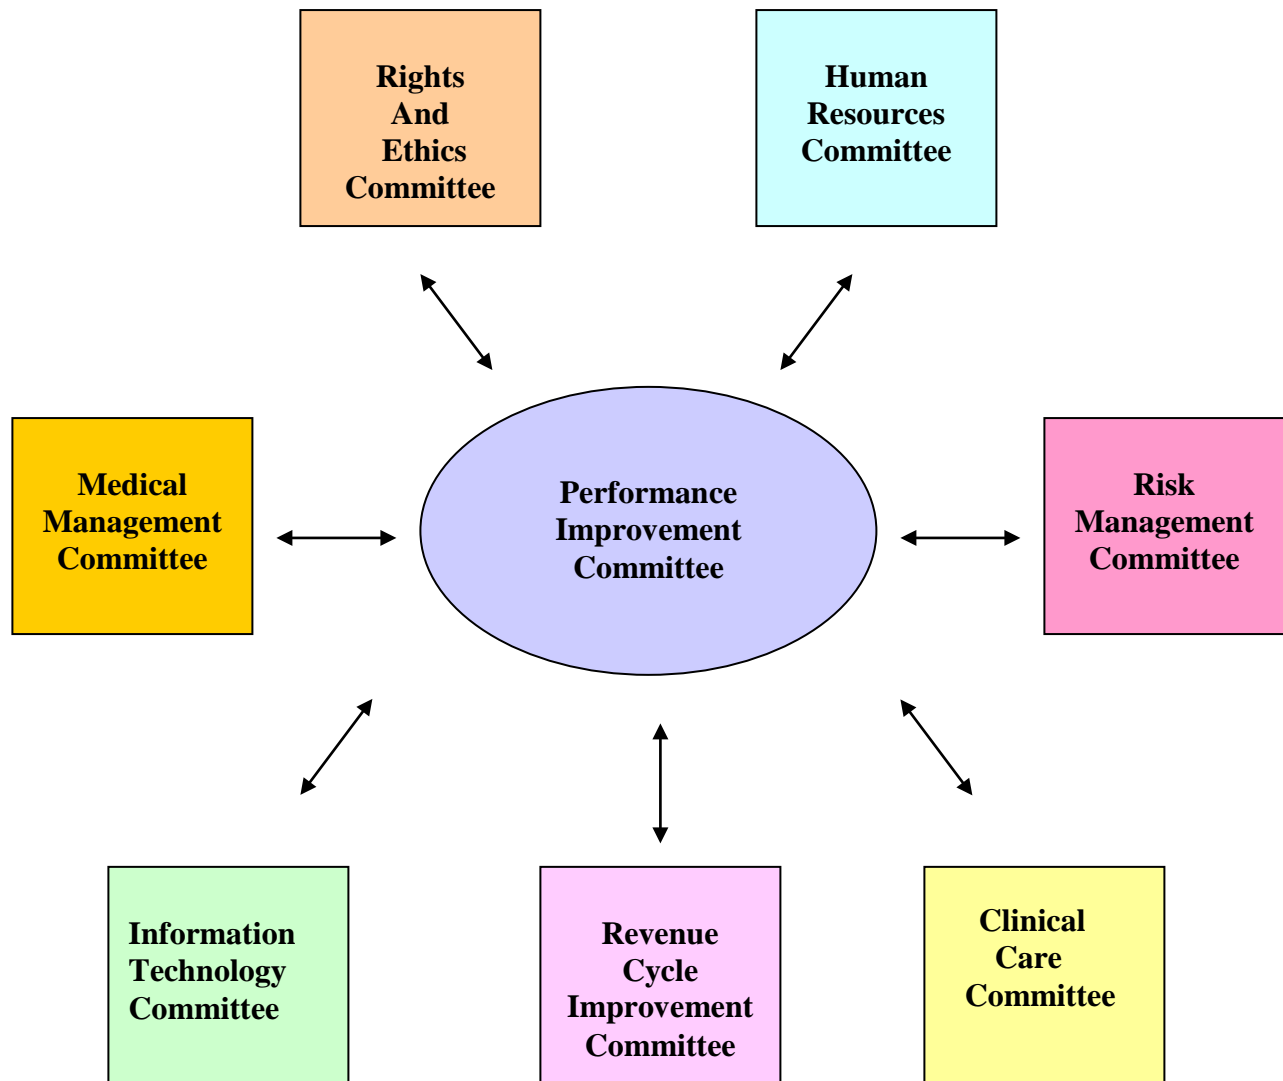 Rights
And
Ethics
Committee
Human
Resources
Committee
Medical
Management
Committee
Performance
Improvement
Committee
Risk
Management
Committee
Information
Technology
Committee
Revenue
Cycle
Improvement
Committee
Clinical
Care
Committee